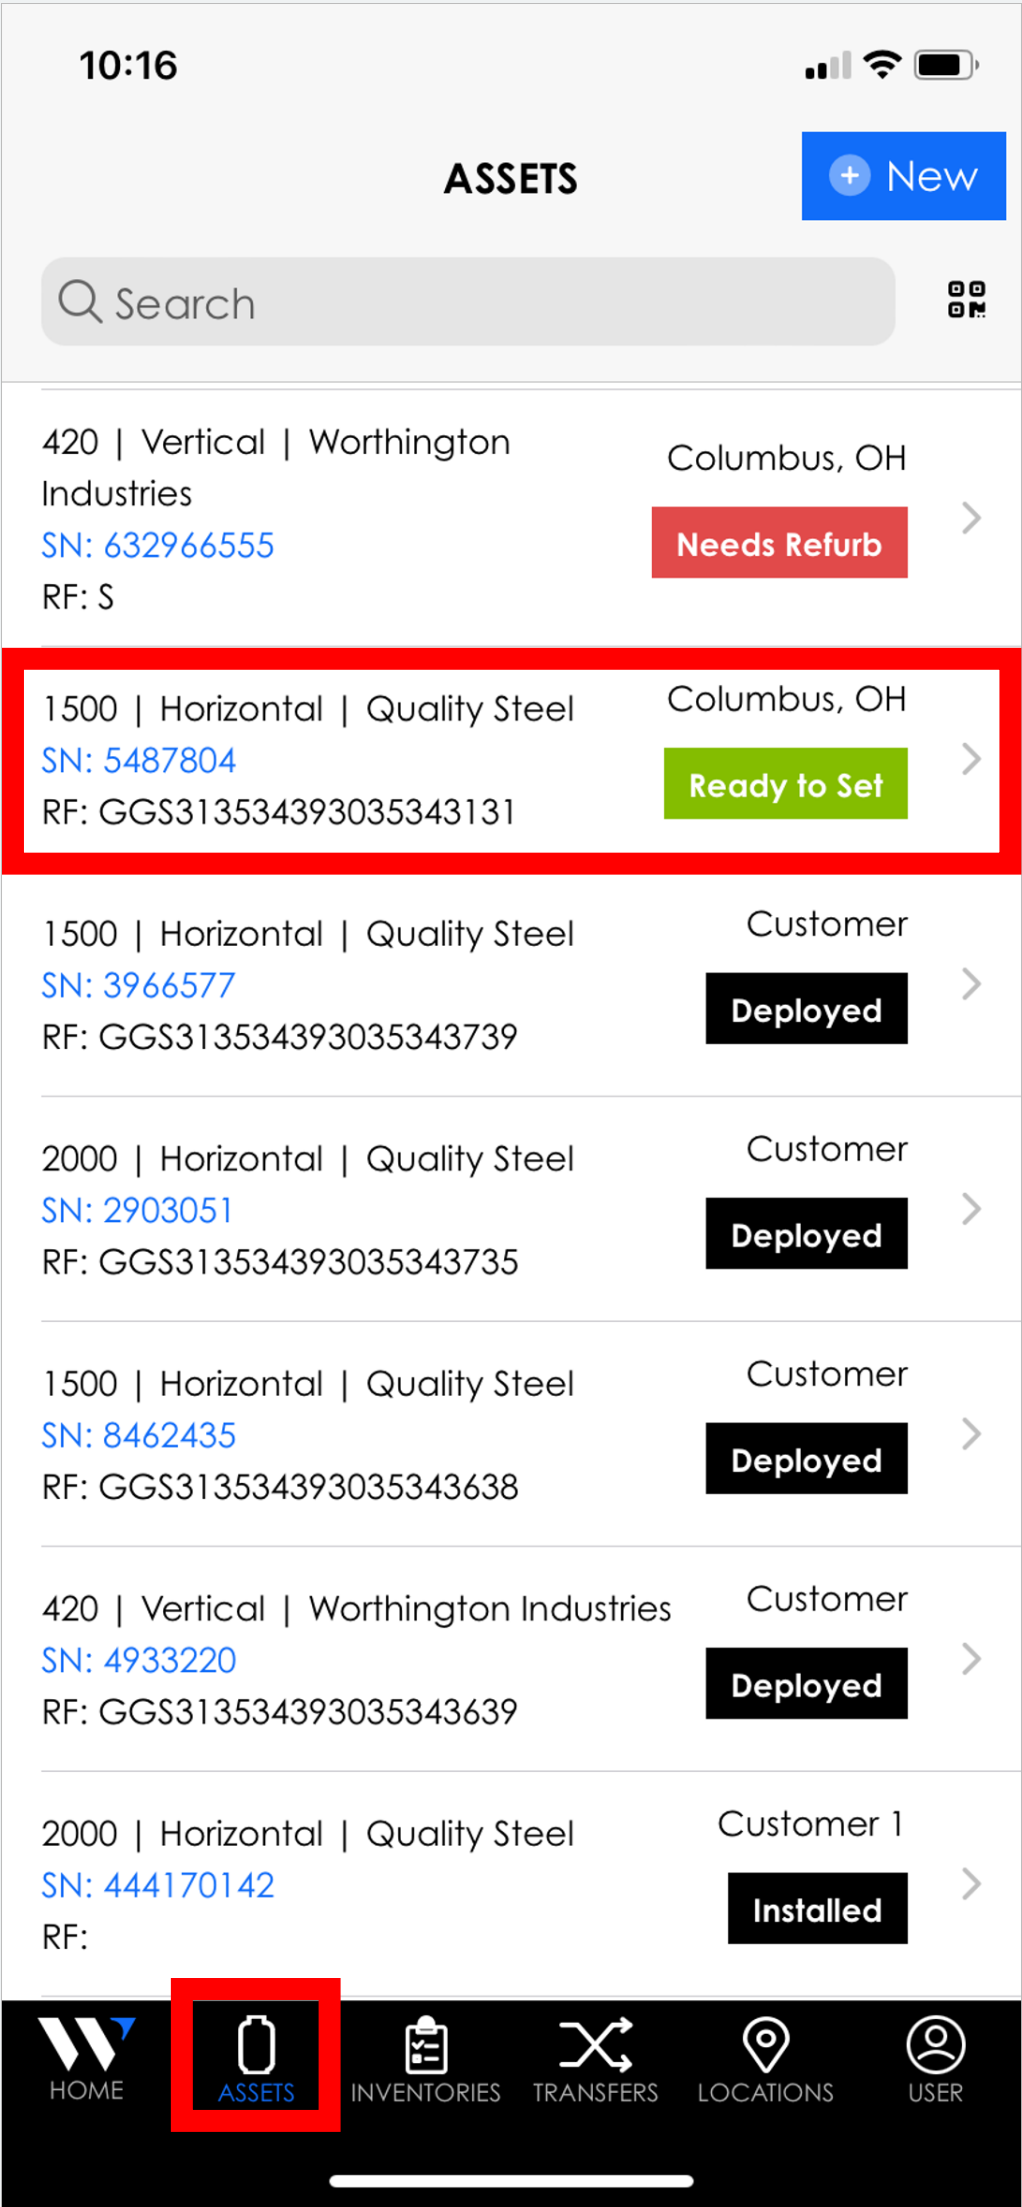 10:16
ASSETS
New
Search
420 | Vertical | Worthington
Industries
SN: 632966555
RF: S
Columbus, OH
Needs Refurb
1500 | Horizontal | Quality Steel
SN: 5487804
RF: GGS313534393035343131
Columbus, OH
Ready to Set
1500 | Horizontal | Quality Steel
SN: 3966577
RF: GGS313534393035343739
Customer
Deployed
2000 | Horizontal | Quality Steel
SN: 2903051
RF: GGS313534393035343735
Customer
Deployed
1500 | Horizontal | Quality Steel
SN: 8462435
RF: GGS313534393035343638
Customer
Deployed
420 | Vertical | Worthington Industries
SN: 4933220
RF: GGS313534393035343639
Customer
Deployed
2000 | Horizontal | Quality Steel
SN: 444170142
RF:
Customer 1
Installed
HOME
ASSETS
INVENTORIES
TRANSFERS
LOCATIONS
USER